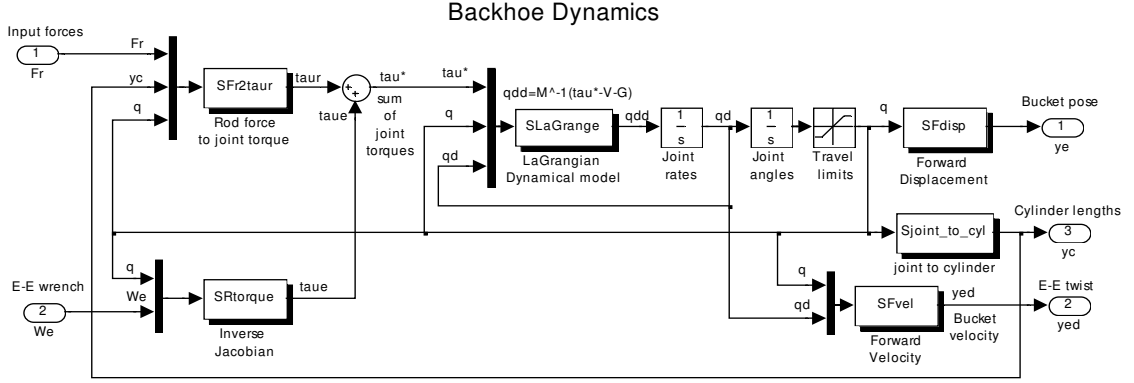 Backhoe Dynamics
Input forces
1
Fr
Fr
yc
q
SFr2taur
Rod force
to joint torque
taur
taue
tau*
sum
of
joint
torques
tau*
q
qd
qdd=M^-1(tau*-V-G)
SLaGrange
LaGrangian
Dynamical model
qdd
1
s
Joint
rates
qd
1
s
Joint
angles
Travel
limits
q
SFdisp
Forward
Displacement
Bucket pose
1
ye
Sjoint_to_cyl
joint to cylinder
Cylinder lengths
3
yc
E-E wrench
2
We
q
We
SRtorque
Inverse
Jacobian
taue
q
qd
SFvel
Forward
Velocity
yed
Bucket
velocity
E-E twist
2
yed